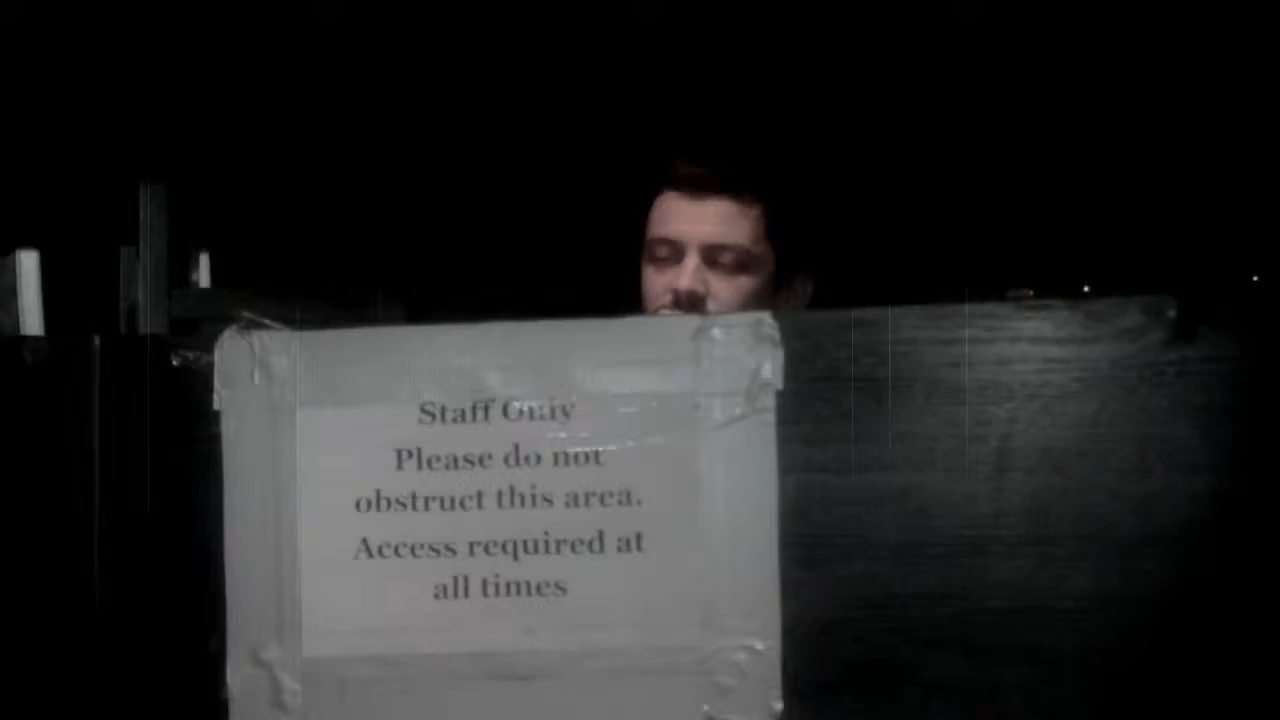 Staff Only
Please do not
obstruct this area.
Access required at
all times